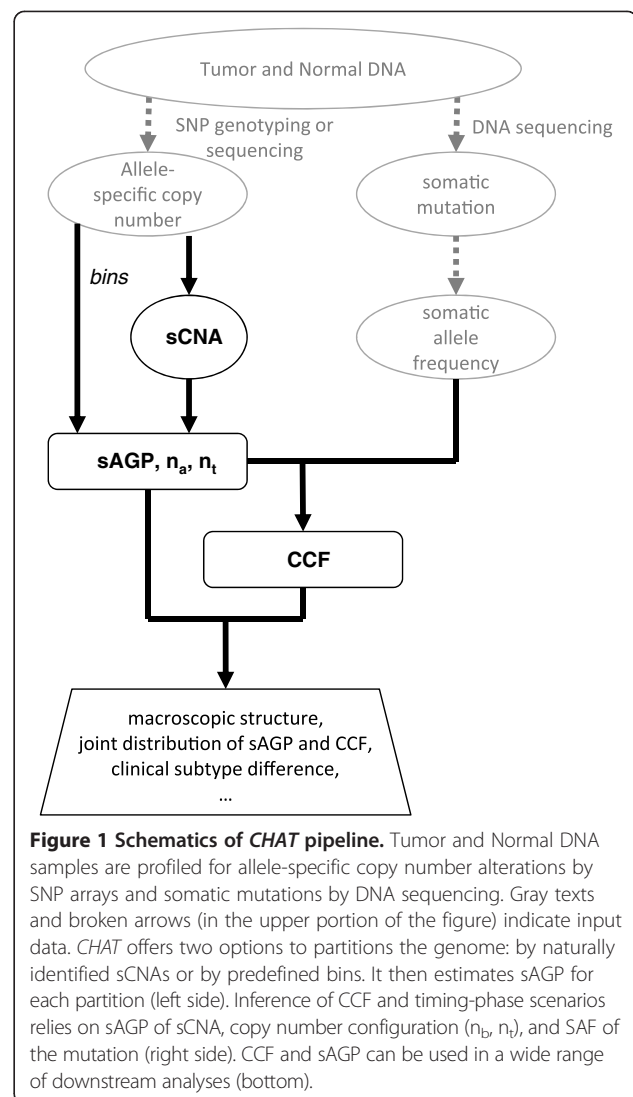 Tumor and Normal DNA
SNP genotyping or
sequencing
DNA sequencing
Allele-
specific copy
number
somatic
mutation
bins
sCNA
somatic
allele
frequency
sAGP, nₐ, nₜ
CCF
macroscopic structure,
joint distribution of sAGP and CCF,
clinical subtype difference,
...
Figure 1 Schematics of CHAT pipeline. Tumor and Normal DNA
samples are profiled for allele-specific copy number alterations by
SNP arrays and somatic mutations by DNA sequencing. Gray texts
and broken arrows (in the upper portion of the figure) indicate input
data. CHAT offers two options to partitions the genome: by naturally
identified sCNAs or by predefined bins. It then estimates sAGP for
each partition (left side). Inference of CCF and timing-phase scenarios
relies on sAGP of sCNA, copy number configuration (n_b, nₜ), and SAF of
the mutation (right side). CCF and sAGP can be used in a wide range
of downstream analyses (bottom).